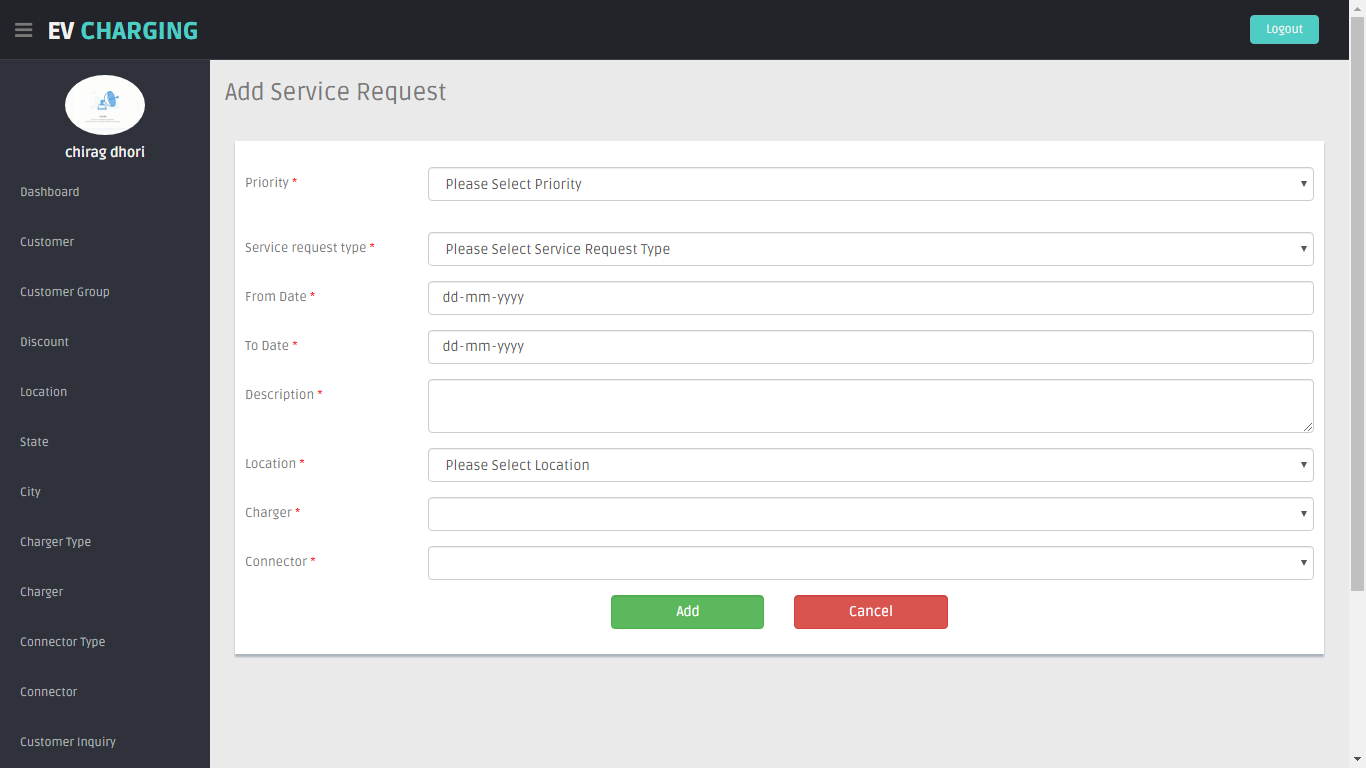 EV CHARGING
Logout
chirag dhori
Dashboard
Customer
Customer Group
Discount
Location
State
City
Charger Type
Charger
Connector Type
Connector
Customer Inquiry
Add Service Request
Priority *
Please Select Priority
Service request type *
Please Select Service Request Type
From Date *
dd-mm-yyyy
To Date *
dd-mm-yyyy
Description *
Location *
Please Select Location
Charger *
Connector *
Add
Cancel